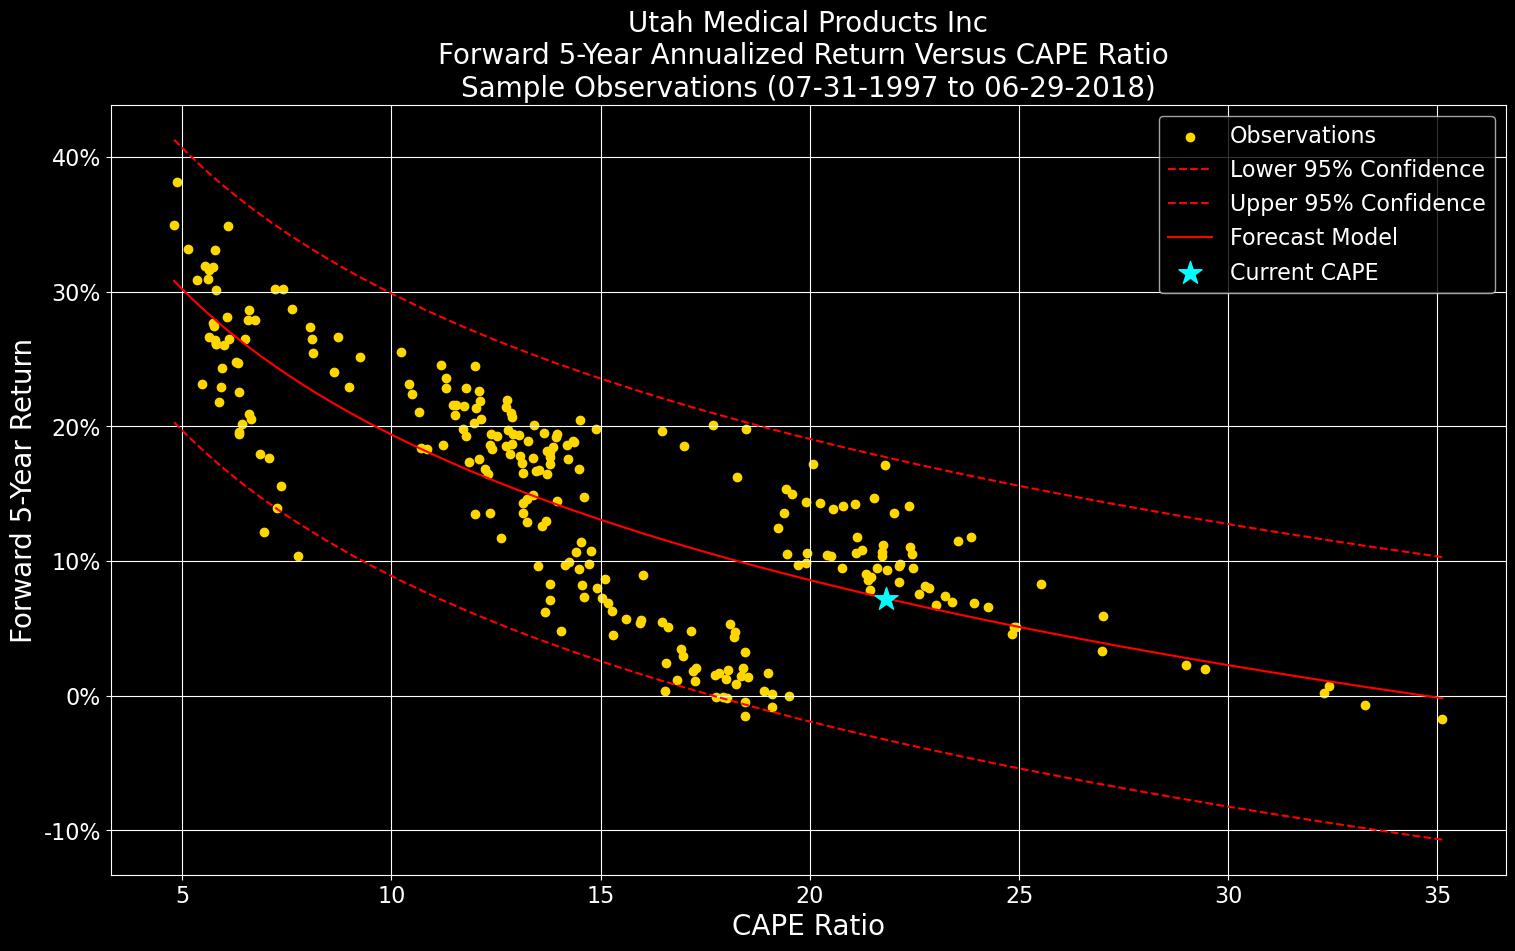 Utah Medical Products Inc
Forward 5-Year Annualized Return Versus CAPE Ratio
Sample Observations (07-31-1997 to 06-29-2018)
Observations
Lower 95% Confidence
Upper 95% Confidence
Forecast Model
Current CAPE
Forward 5-Year Return
40%
30%
20%
10%
0%
-10%
5 10 15 20 25 30 35
CAPE Ratio